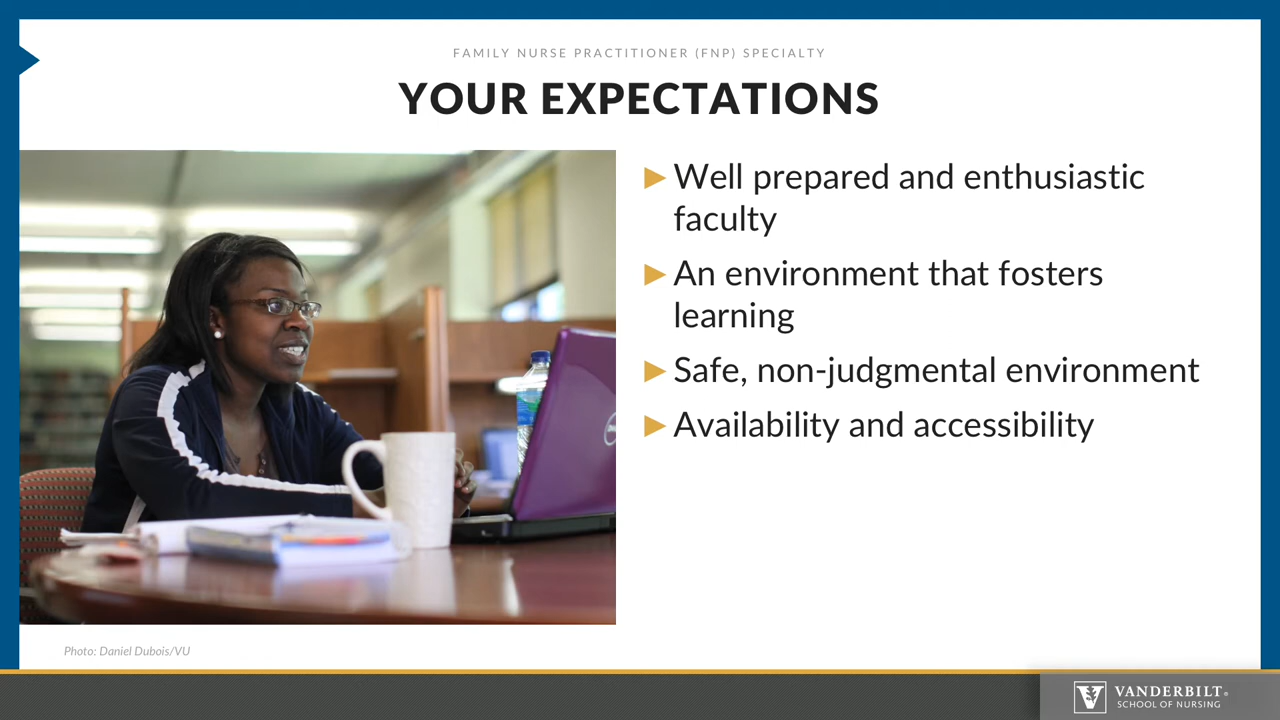 FAMILY NURSE PRACTITIONER (FNP) SPECIALTY
YOUR EXPECTATIONS
Well prepared and enthusiastic
faculty
An environment that fosters
learning
Safe, non-judgmental environment
Availability and accessibility
Photo: Daniel Dubois/VU
V
VANDERBILT®
SCHOOL OF NURSING